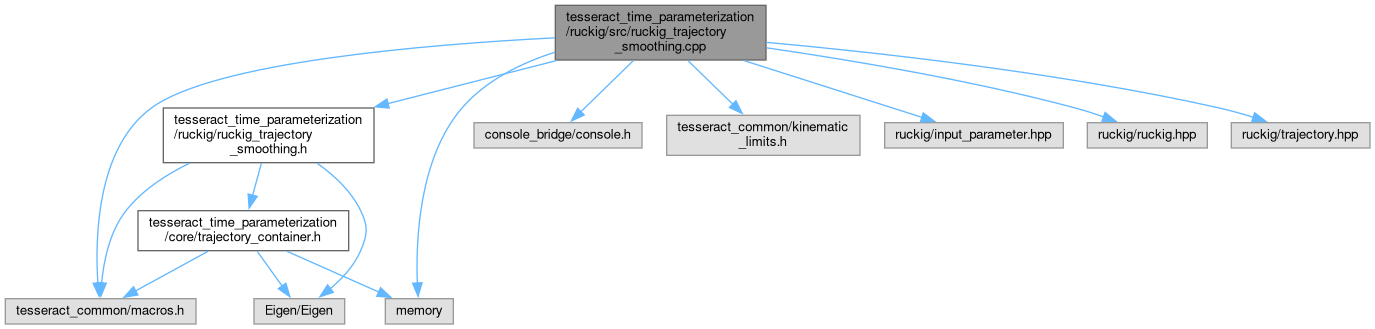 tesseract_time_parameterization
/ruckig/src/ruckig_trajectory
_smoothing.cpp
tesseract_time_parameterization
/ruckig/ruckig_trajectory
_smoothing.h
console_bridge/console.h
tesseract_common/kinematic
_limits.h
ruckig/input_parameter.hpp
ruckig/ruckig.hpp
ruckig/trajectory.hpp
tesseract_time_parameterization
/core/trajectory_container.h
tesseract_common/macros.h
Eigen/Eigen
memory